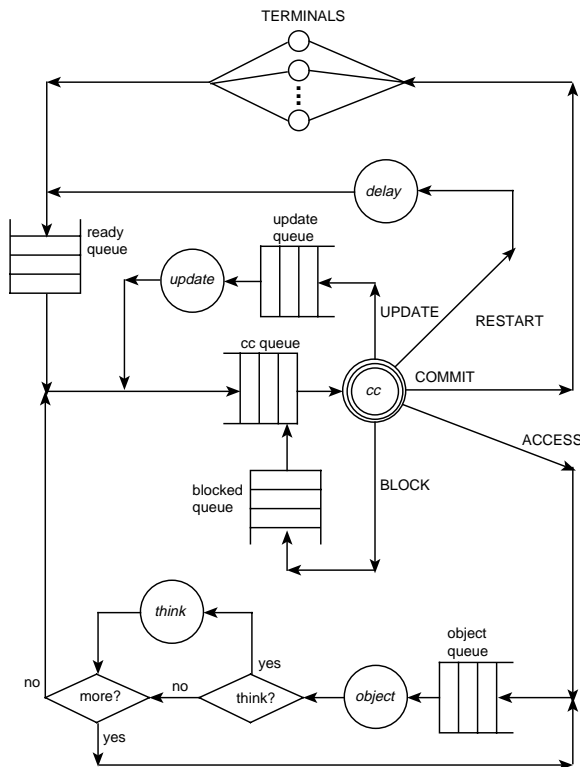 TERMINALS
delay
ready
queue
update
queue
update
UPDATE
RESTART
cc queue
COMMIT
cc
ACCESS
blocked
queue
BLOCK
think
object
queue
yes
no
more?
no
think?
object
yes